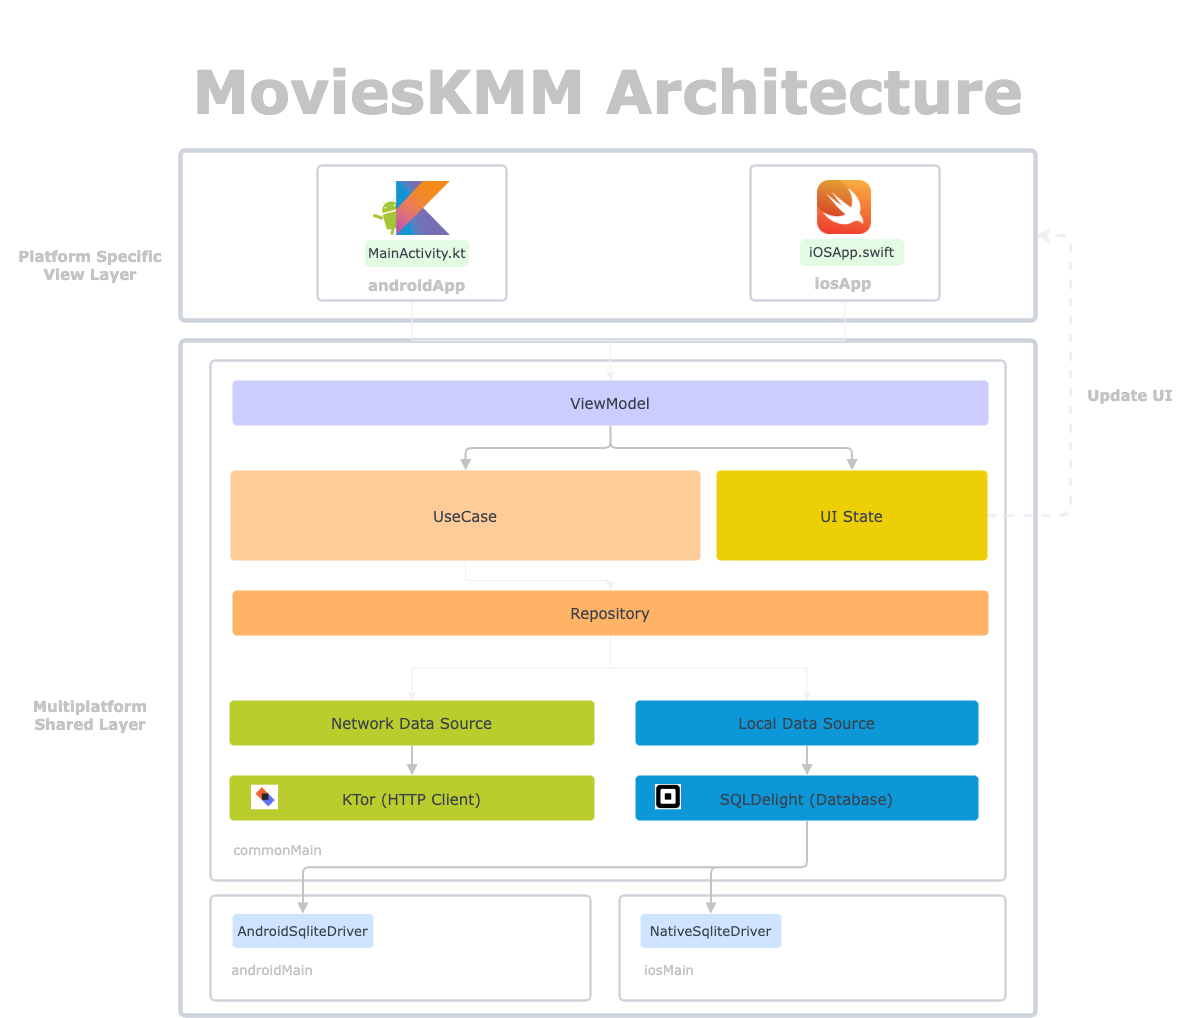 MoviesKMM Architecture
Platform Specific
View Layer
MainActivity.kt
androidApp
iOSApp.swift
iosApp
Update UI
ViewModel
UseCase
UI State
Repository
Multiplatform
Shared Layer
Network Data Source
Local Data Source
KTor (HTTP Client)
SQLDelight (Database)
commonMain
AndroidSqliteDriver
androidMain
NativeSqliteDriver
iosMain